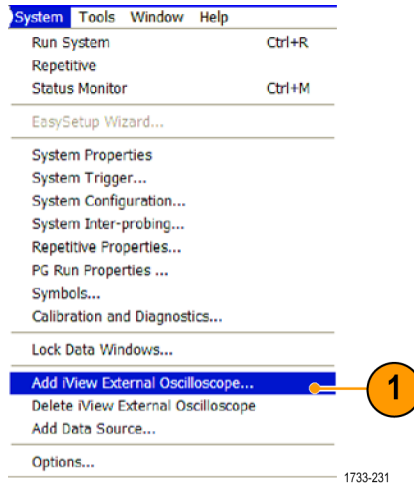 System Tools Window Help
Run System Ctrl+R
Repetitive
Status Monitor Ctrl+M
EasySetup Wizard...
System Properties
System Trigger...
System Configuration...
System Inter-probing...
Repetitive Properties...
PG Run Properties ...
Symbols...
Calibration and Diagnostics...
Lock Data Windows...
Add iView External Oscilloscope...
1
Delete iView External Oscilloscope
Add Data Source...
Options...
1733-231